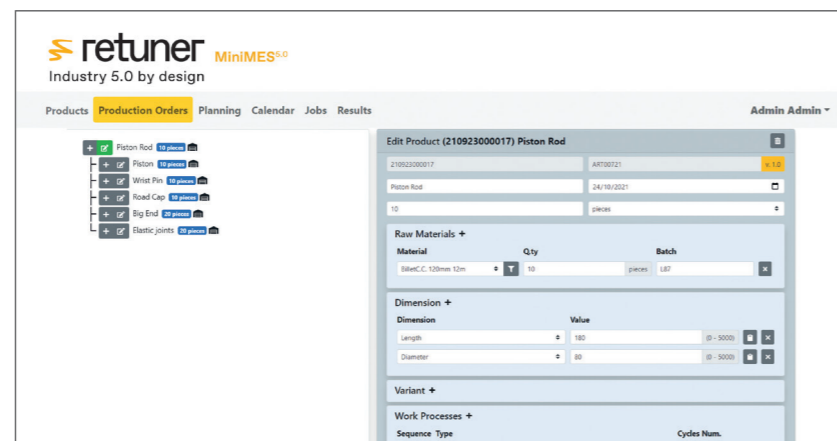 retuner MiniMES5.0
Industry 5.0 by design
Products Production Orders Planning Calendar Jobs Results Admin Admin
Piston Rod 10 pieces
Piston 10 pieces
Wrist Pin 10 pieces
Road Cap 10 pieces
Big End 20 pieces
Elastic joints 20 pieces
Edit Product (210923000017) Piston Rod
210923000017 ART00721 v. 1.0
Piston Rod 24/10/2021
10 pieces
Raw Materials +
Material Q.ty Batch
BilletC.C. 120mm 12m 10 pieces L87
Dimension +
Dimension Value
Length 180 (0 - 5000)
Diameter 80 (0 - 5000)
Variant +
Work Processes +
Sequence Type Cycles Num.